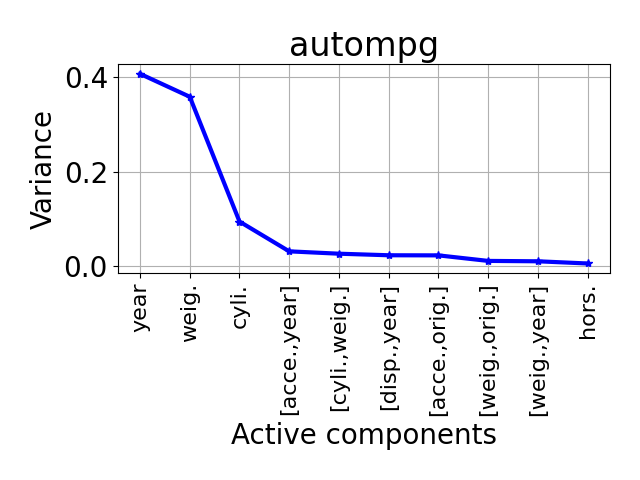 autompg
Variance
0.4
0.2
0.0
year
weig.
cyli.
[acce.,year]
[cyli.,weig.]
[disp.,year]
[acce.,orig.]
[weig.,orig.]
[weig.,year]
hors.
Active components